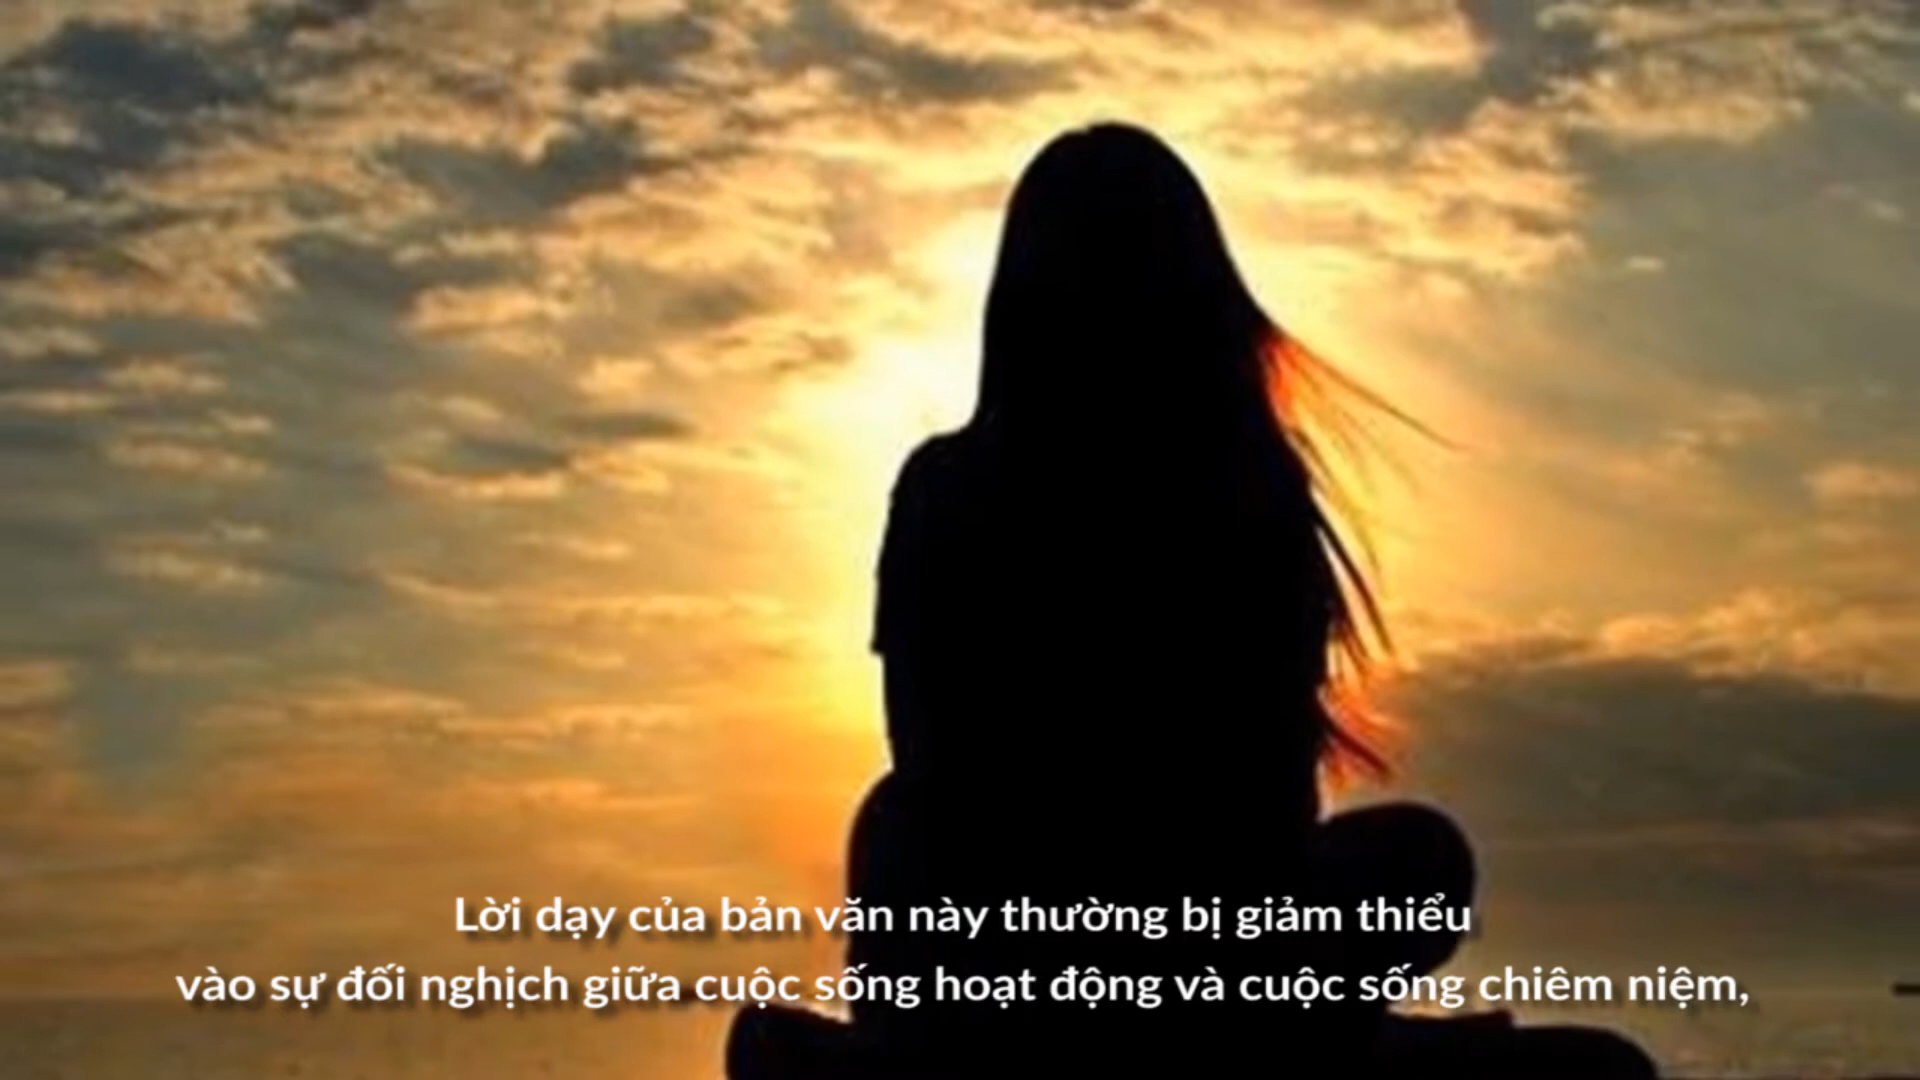 Lời dạy của bản văn này thường bị giảm thiểu
vào sự đối nghịch giữa cuộc sống hoạt động và cuộc sống chiêm niệm,